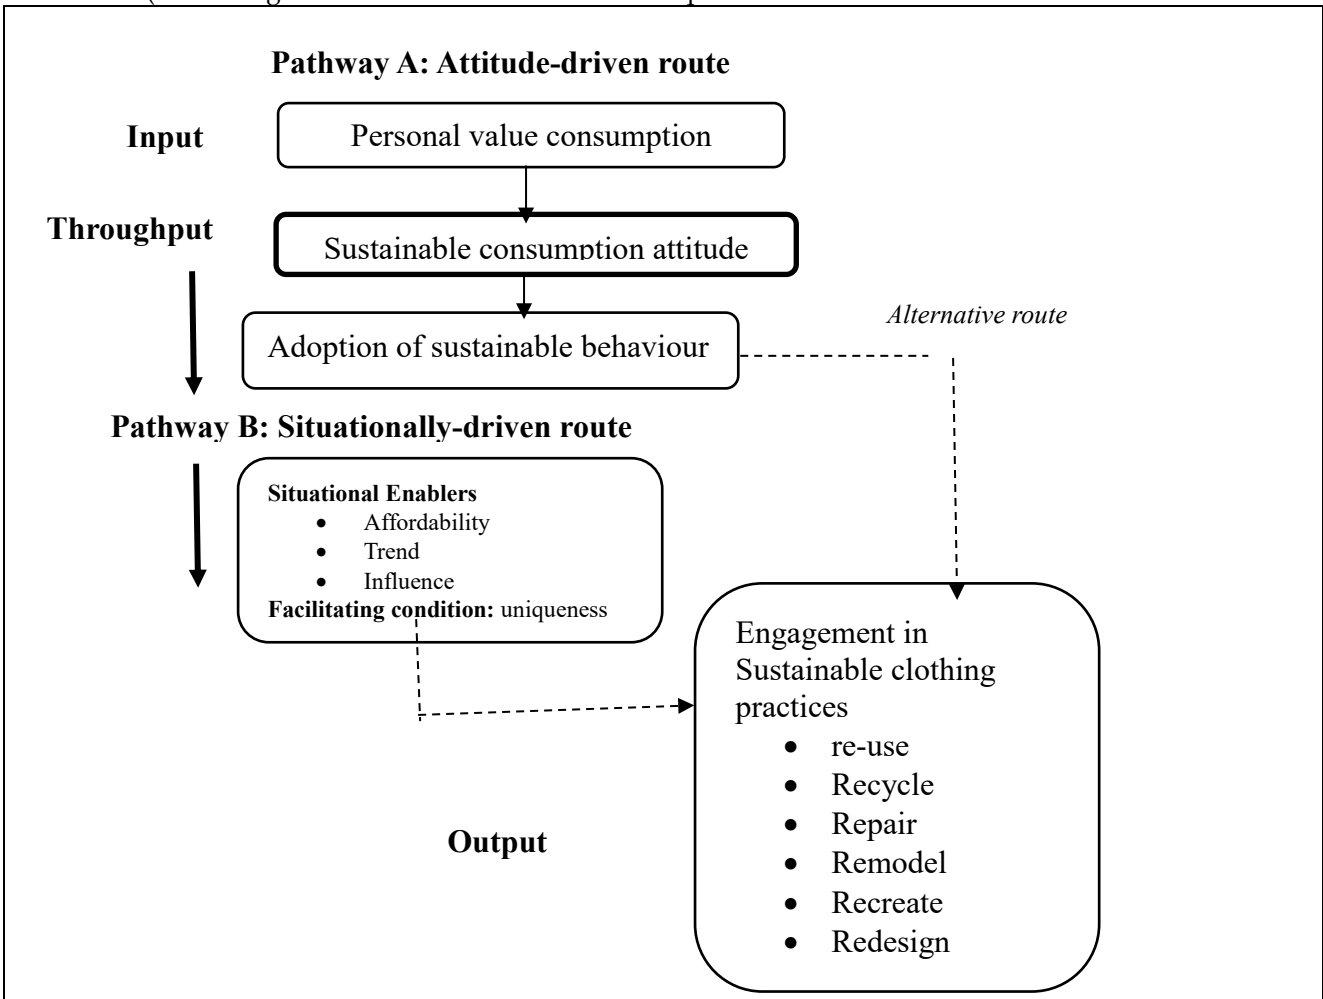 Pathway A: Attitude-driven route
Input
Personal value consumption
Throughput
Sustainable consumption attitude
Alternative route
Adoption of sustainable behaviour
Pathway B: Situationally-driven route
Situational Enablers
• Affordability
• Trend
• Influence
Facilitating condition: uniqueness
Engagement in
Sustainable clothing
practices
• re-use
• Recycle
• Repair
• Remodel
• Recreate
• Redesign
Output